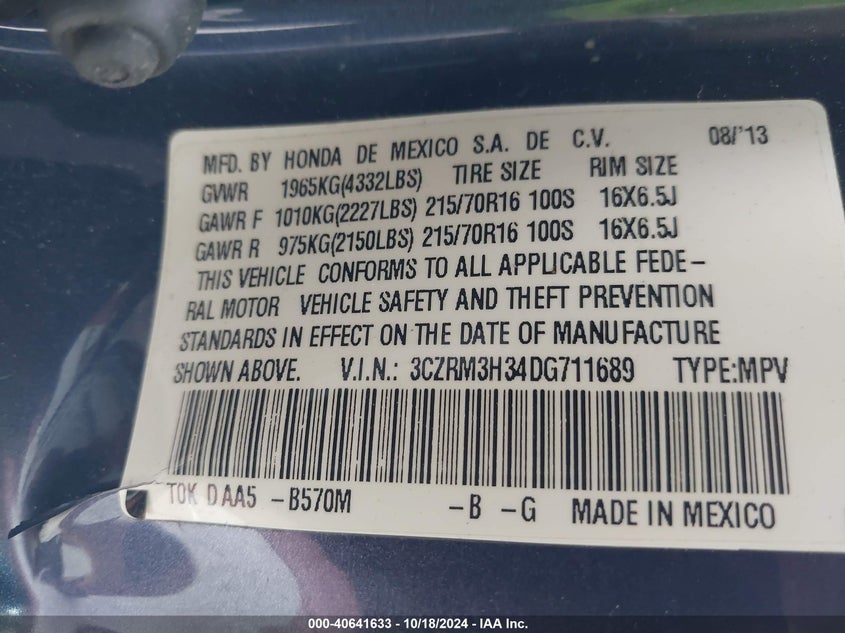 MFD. BY HONDA DE MEXICO S.A. DE C.V. 08/'13
GVWR 1965KG(4332LBS) TIRE SIZE RIM SIZE
GAWR F 1010KG(2227LBS) 215/70R16 100S 16X6.5J
GAWR R 975KG(2150LBS) 215/70R16 100S 16X6.5J
THIS VEHICLE CONFORMS TO ALL APPLICABLE FEDE-
RAL MOTOR VEHICLE SAFETY AND THEFT PREVENTION
STANDARDS IN EFFECT ON THE DATE OF MANUFACTURE
SHOWN ABOVE. V.I.N.: 3CZRM3H34DG711689 TYPE:MPV
T0K D AA5 -B570M -B -G MADE IN MEXICO
000-40641633 - 10/18/2024 - IAA Inc.